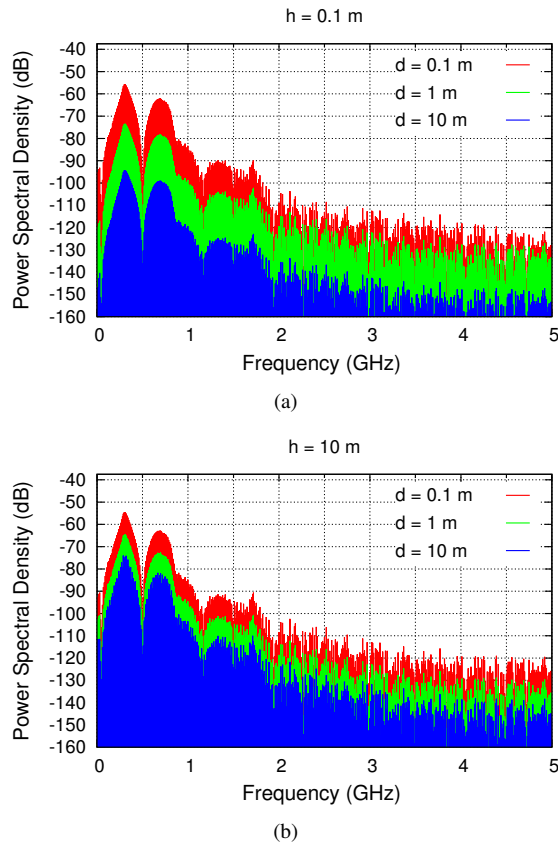 h = 0.1 m
Power Spectral Density (dB)
-40
-50
-60
-70
-80
-90
-100
-110
-120
-130
-140
-150
-160
d = 0.1 m
d = 1 m
d = 10 m
0 1 2 3 4 5
Frequency (GHz)
(a)
h = 10 m
Power Spectral Density (dB)
-40
-50
-60
-70
-80
-90
-100
-110
-120
-130
-140
-150
-160
d = 0.1 m
d = 1 m
d = 10 m
0 1 2 3 4 5
Frequency (GHz)
(b)